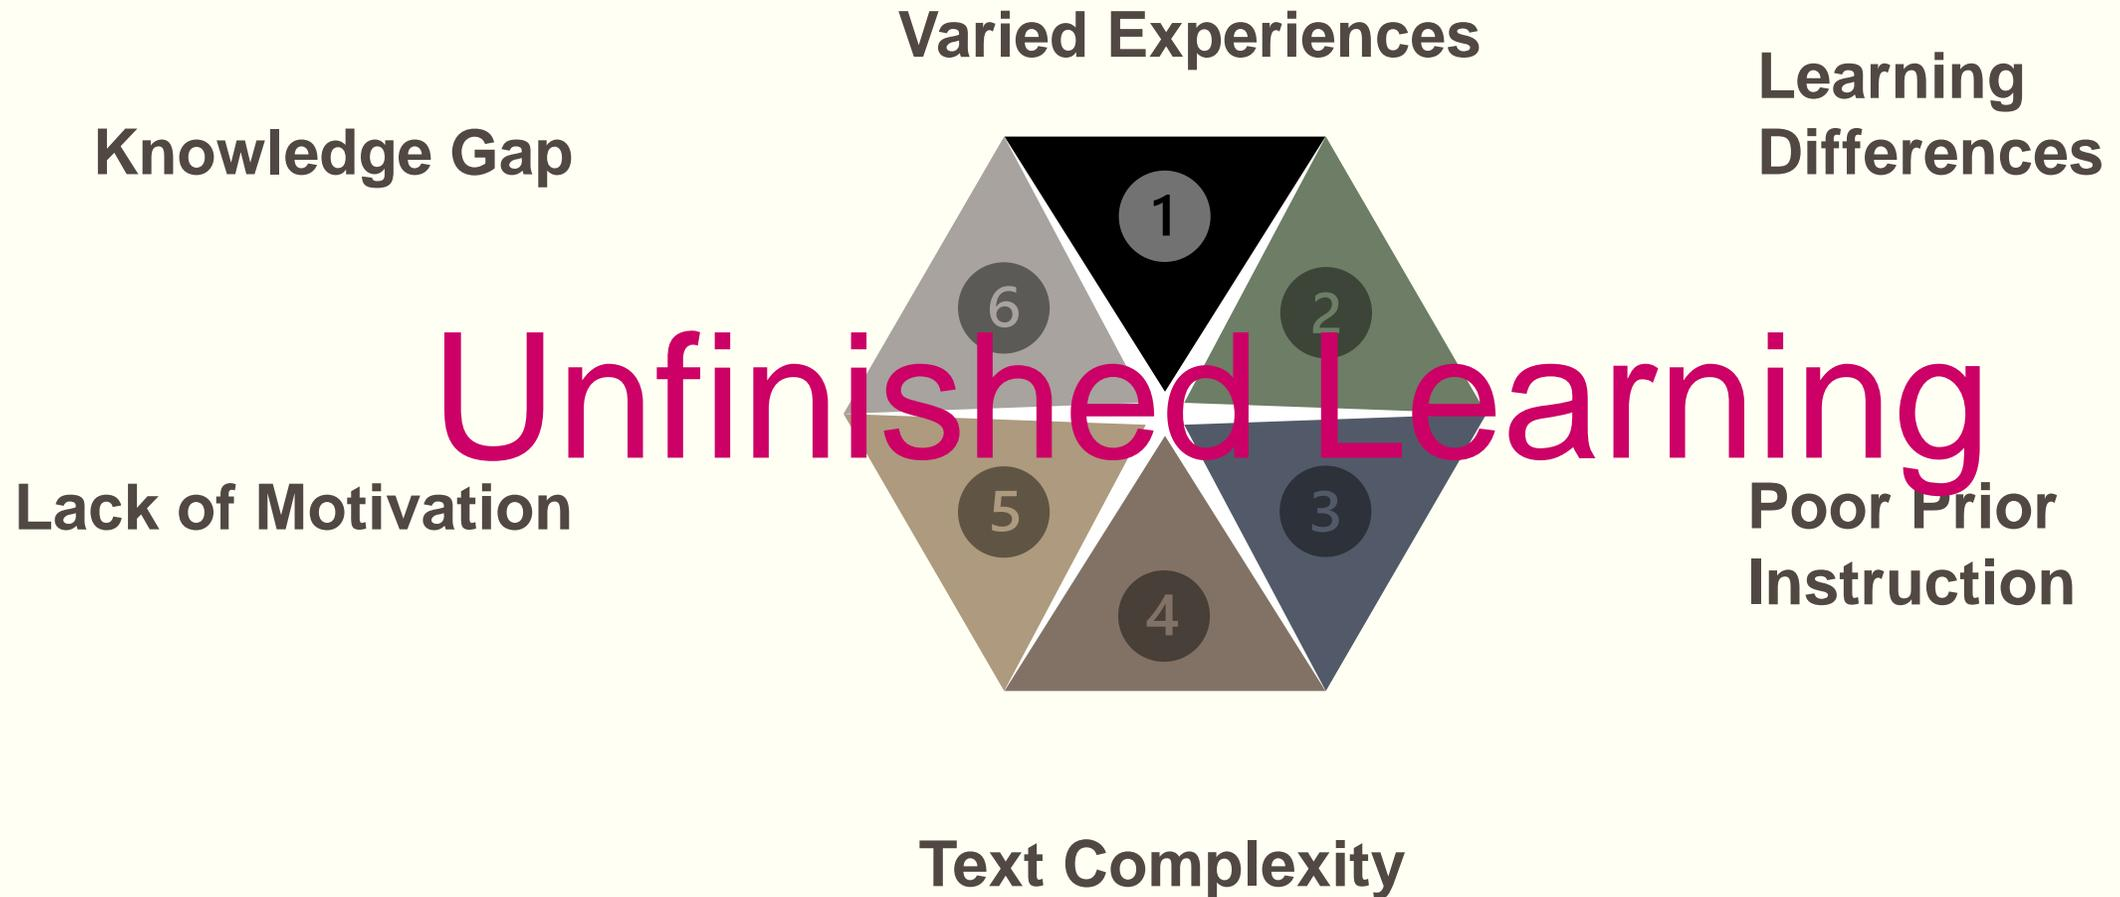 Varied Experiences
Learning
Differences
Knowledge Gap
1
6
2
Unfinished Learning
Lack of Motivation
5
3
Poor Prior
Instruction
4
Text Complexity